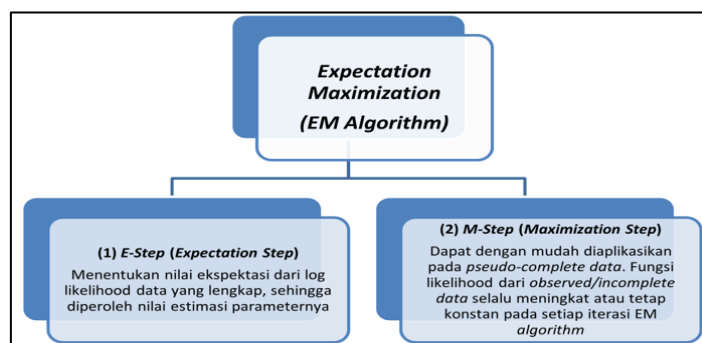 Expectation
Maximization
(EM Algorithm)
(1) E-Step (Expectation Step)
Menentukan nilai ekspektasi dari log
likelihood data yang lengkap, sehingga
diperoleh nilai estimasi parameternya
(2) M-Step (Maximization Step)
Dapat dengan mudah diaplikasikan
pada pseudo-complete data. Fungsi
likelihood dari observed/incomplete
data selalu meningkat atau tetap
konstan pada setiap iterasi EM
algorithm